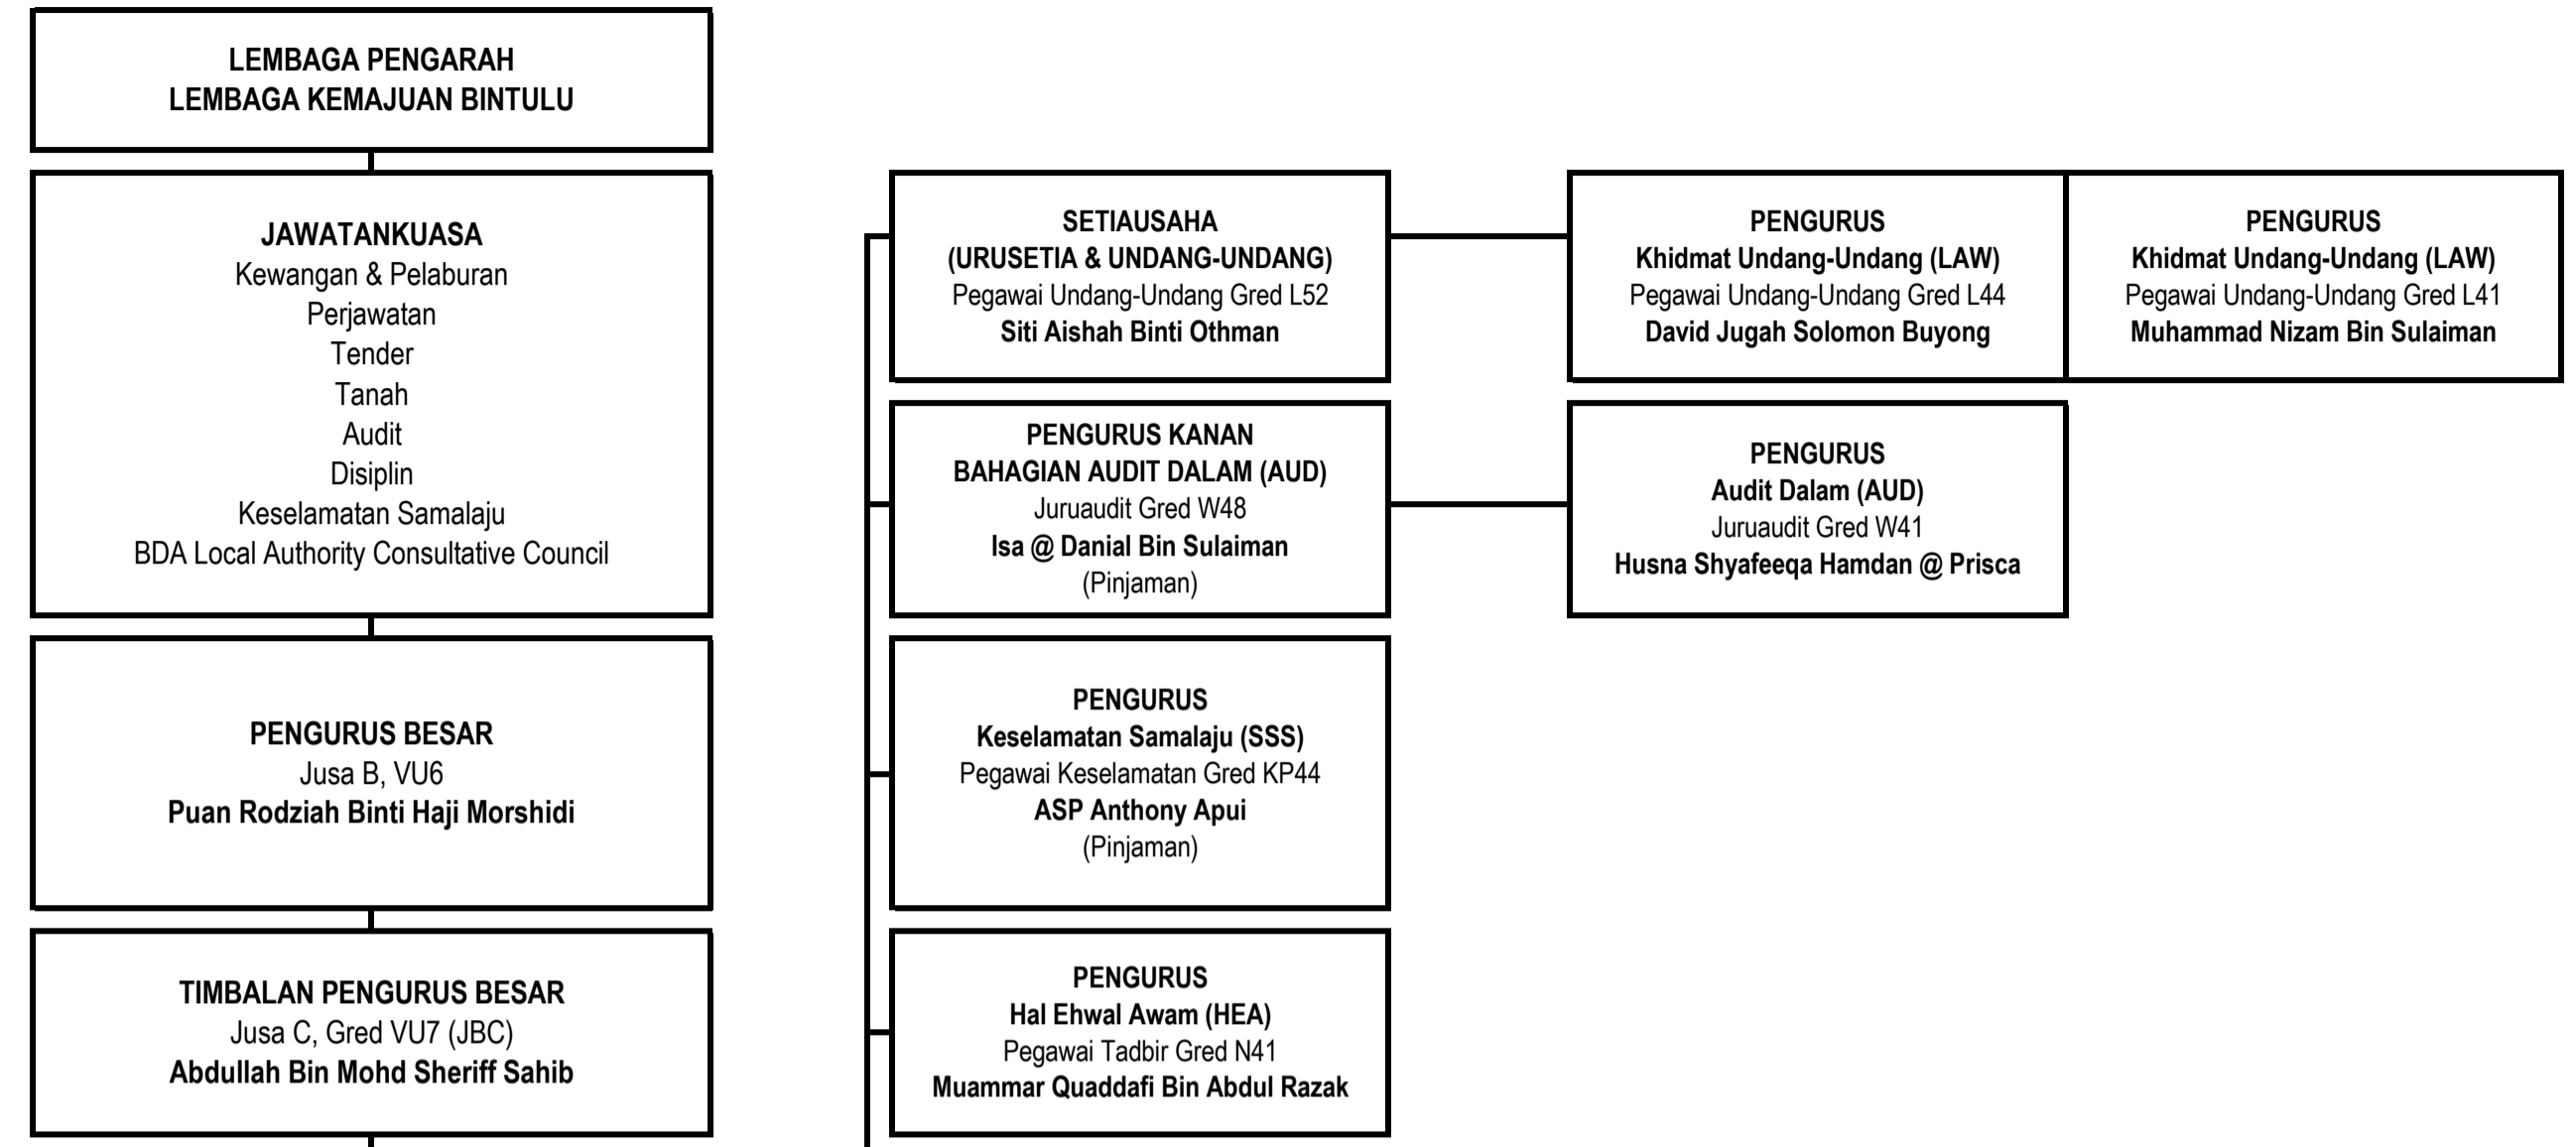 LEMBAGA PENGARAH
LEMBAGA KEMAJUAN BINTULU
JAWATANKUASA
Kewangan & Pelaburan
Perjawatan
Tender
Tanah
Audit
Disiplin
Keselamatan Samalaju
BDA Local Authority Consultative Council
PENGURUS BESAR
Jusa B, VU6
Puan Rodziah Binti Haji Morshidi
TIMBALAN PENGURUS BESAR
Jusa C, Gred VU7 (JBC)
Abdullah Bin Mohd Sheriff Sahib
SETIAUSAHA
(URUSETIA & UNDANG-UNDANG)
Pegawai Undang-Undang Gred L52
Siti Aishah Binti Othman
PENGURUS
Khidmat Undang-Undang (LAW)
Pegawai Undang-Undang Gred L44
David Jugah Solomon Buyong
PENGURUS
Khidmat Undang-Undang (LAW)
Pegawai Undang-Undang Gred L41
Muhammad Nizam Bin Sulaiman
PENGURUS KANAN
BAHAGIAN AUDIT DALAM (AUD)
Juruaudit Gred W48
Isa @ Danial Bin Sulaiman
(Pinjaman)
PENGURUS
Audit Dalam (AUD)
Juruaudit Gred W41
Husna Shyafeeqa Hamdan @ Prisca
PENGURUS
Keselamatan Samalaju (SSS)
Pegawai Keselamatan Gred KP44
ASP Anthony Apui
(Pinjaman)
PENGURUS
Hal Ehwal Awam (HEA)
Pegawai Tadbir Gred N41
Muammar Quaddafi Bin Abdul Razak